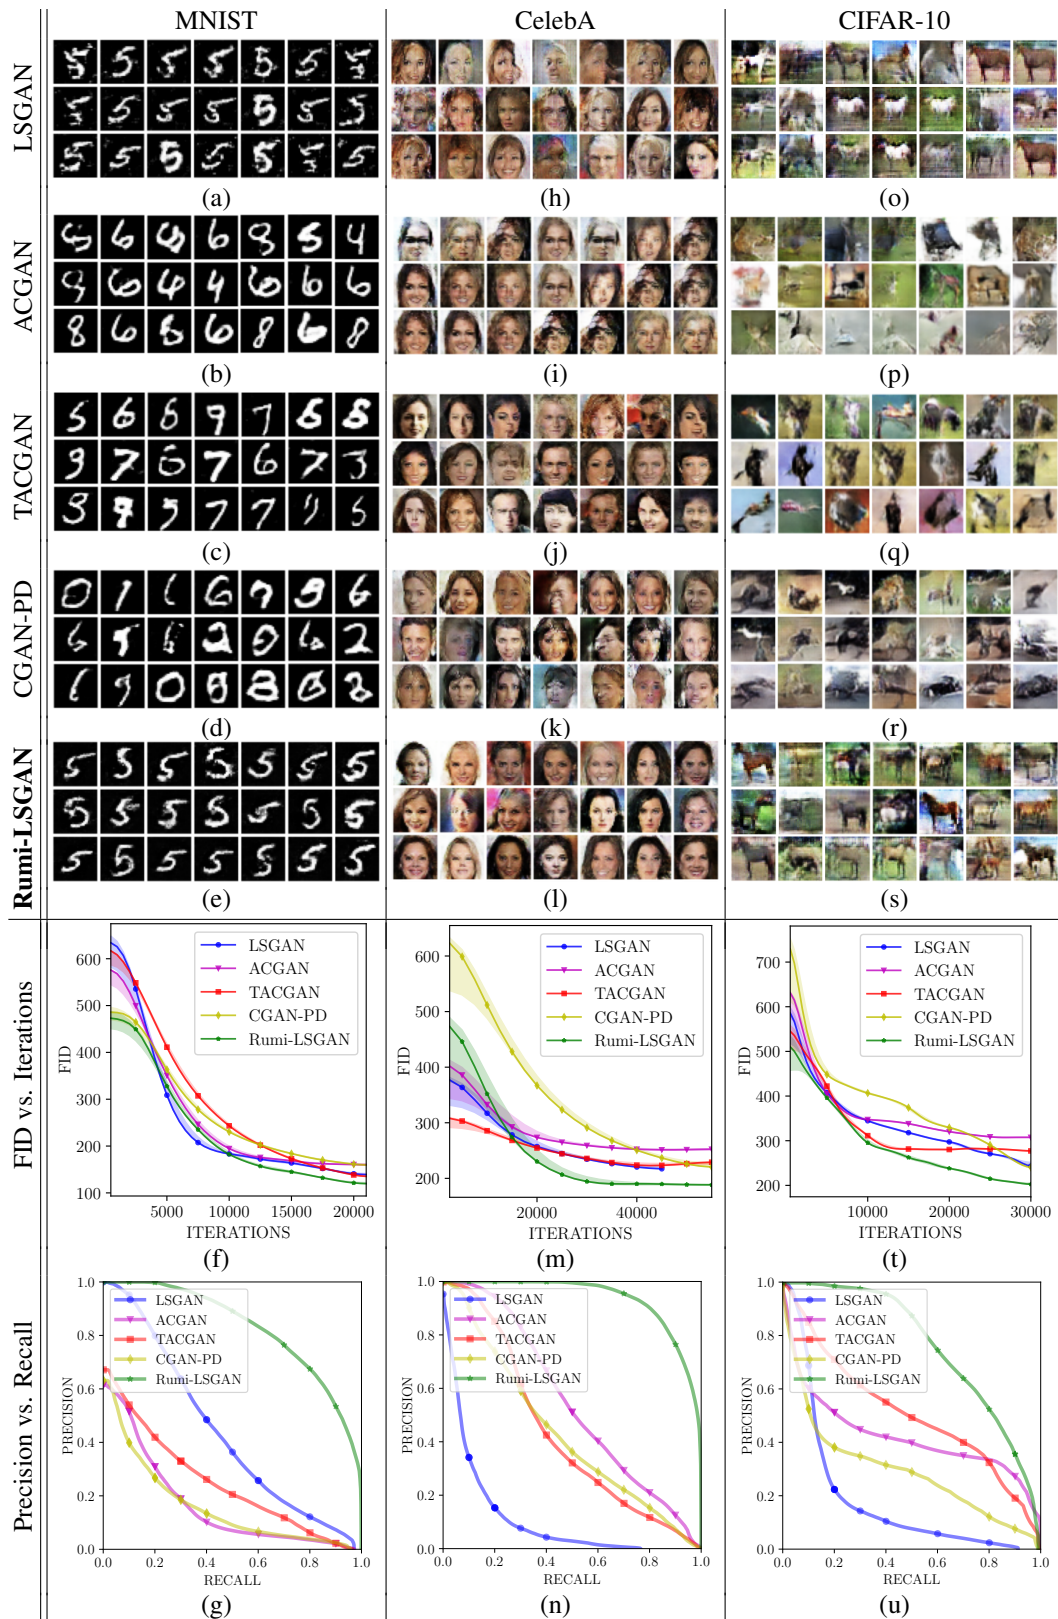 MNIST CelebA CIFAR-10
LSGAN
(a) (h) (o)
ACGAN
(b) (i) (p)
TACGAN
(c) (j) (q)
CGAN-PD
(d) (k) (r)
Rumi-LSGAN
(e) (l) (s)
FID vs. Iterations
FID
600
500
400
300
200
100
LSGAN
ACGAN
TACGAN
CGAN-PD
Rumi-LSGAN
5000 10000 15000 20000
ITERATIONS
(f)
FID
600
500
400
300
200
LSGAN
ACGAN
TACGAN
CGAN-PD
Rumi-LSGAN
20000 40000
ITERATIONS
(m)
FID
700
600
500
400
300
200
LSGAN
ACGAN
TACGAN
CGAN-PD
Rumi-LSGAN
10000 20000 30000
ITERATIONS
(t)
Precision vs. Recall
PRECISION
1.0
0.8
0.6
0.4
0.2
0.0
LSGAN
ACGAN
TACGAN
CGAN-PD
Rumi-LSGAN
0.0 0.2 0.4 0.6 0.8 1.0
RECALL
(g)
PRECISION
1.0
0.8
0.6
0.4
0.2
0.0
LSGAN
ACGAN
TACGAN
CGAN-PD
Rumi-LSGAN
0.0 0.2 0.4 0.6 0.8 1.0
RECALL
(n)
PRECISION
1.0
0.8
0.6
0.4
0.2
0.0
LSGAN
ACGAN
TACGAN
CGAN-PD
Rumi-LSGAN
0.0 0.2 0.4 0.6 0.8 1.0
RECALL
(u)